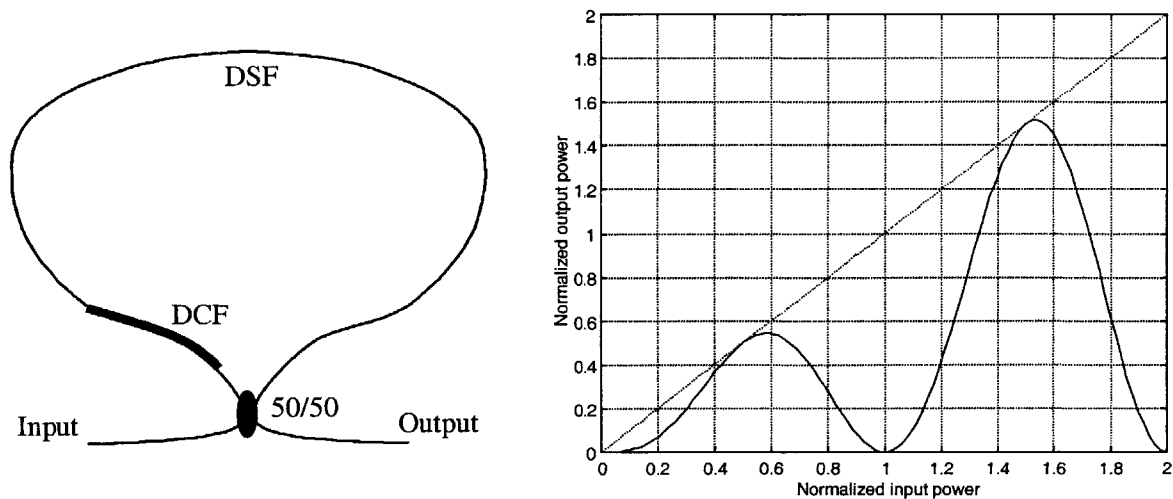 DSF
DCF
50/50
Input
Output
Normalized output power
2
1.8
1.6
1.4
1.2
1
0.8
0.6
0.4
0.2
0
0 0.2 0.4 0.6 0.8 1 1.2 1.4 1.6 1.8 2
Normalized input power